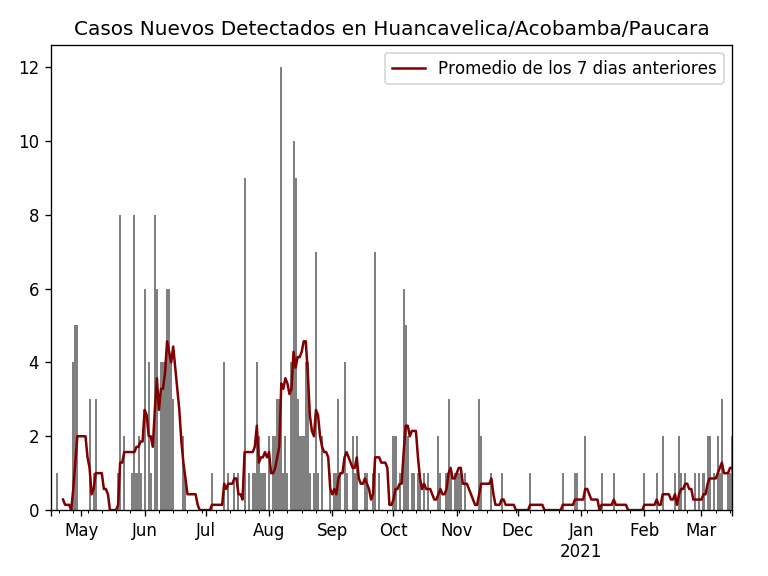 Casos Nuevos Detectados en Huancavelica/Acobamba/Paucara
Promedio de los 7 dias anteriores
12
10
8
6
4
2
0
May Jun Jul Aug Sep Oct Nov Dec Jan Feb Mar
2021